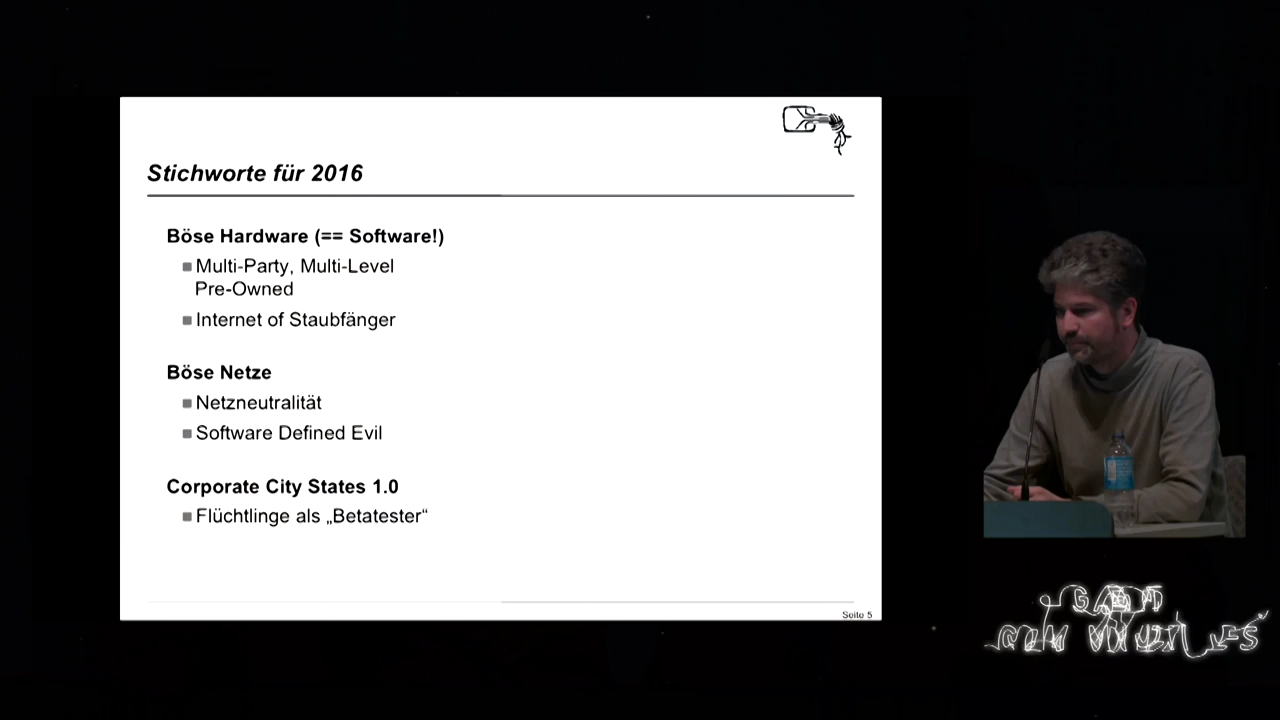 Stichworte für 2016
Böse Hardware (== Software!)
Multi-Party, Multi-Level
Pre-Owned
Internet of Staubfänger
Böse Netze
Netzneutralität
Software Defined Evil
Corporate City States 1.0
Flüchtlinge als „Betatester“
Seite 5